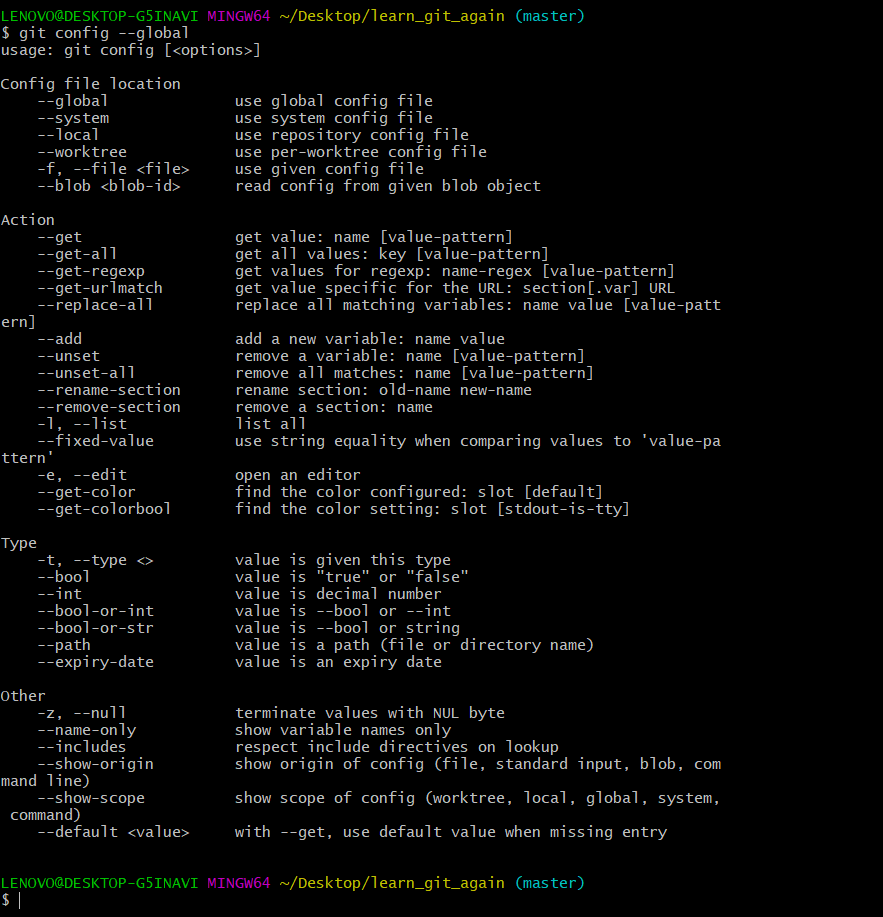 LENOVO@DESKTOP-G5INAVI MINGW64 ~/Desktop/learn_git_again (master)
$ git config --global
usage: git config [<options>]

Config file location
    --global              use global config file
    --system              use system config file
    --local               use repository config file
    --worktree            use per-worktree config file
    -f, --file <file>     use given config file
    --blob <blob-id>      read config from given blob object

Action
    --get                 get value: name [value-pattern]
    --get-all             get all values: key [value-pattern]
    --get-regexp          get values for regexp: name-regex [value-pattern]
    --get-urlmatch        get value specific for the URL: section[.var] URL
    --replace-all         replace all matching variables: name value [value-patt
ern]
    --add                 add a new variable: name value
    --unset               remove a variable: name [value-pattern]
    --unset-all           remove all matches: name [value-pattern]
    --rename-section      rename section: old-name new-name
    --remove-section      remove a section: name
    -l, --list            list all
    --fixed-value         use string equality when comparing values to 'value-pa
ttern'
    -e, --edit            open an editor
    --get-color           find the color configured: slot [default]
    --get-colorbool       find the color setting: slot [stdout-is-tty]

Type
    -t, --type <>         value is given this type
    --bool                value is "true" or "false"
    --int                 value is decimal number
    --bool-or-int         value is --bool or --int
    --bool-or-str         value is --bool or string
    --path                value is a path (file or directory name)
    --expiry-date         value is an expiry date

Other
    -z, --null            terminate values with NUL byte
    --name-only           show variable names only
    --includes            respect include directives on lookup
    --show-origin         show origin of config (file, standard input, blob, com
mand line)
    --show-scope          show scope of config (worktree, local, global, system,
 command)
    --default <value>     with --get, use default value when missing entry

LENOVO@DESKTOP-G5INAVI MINGW64 ~/Desktop/learn_git_again (master)
$